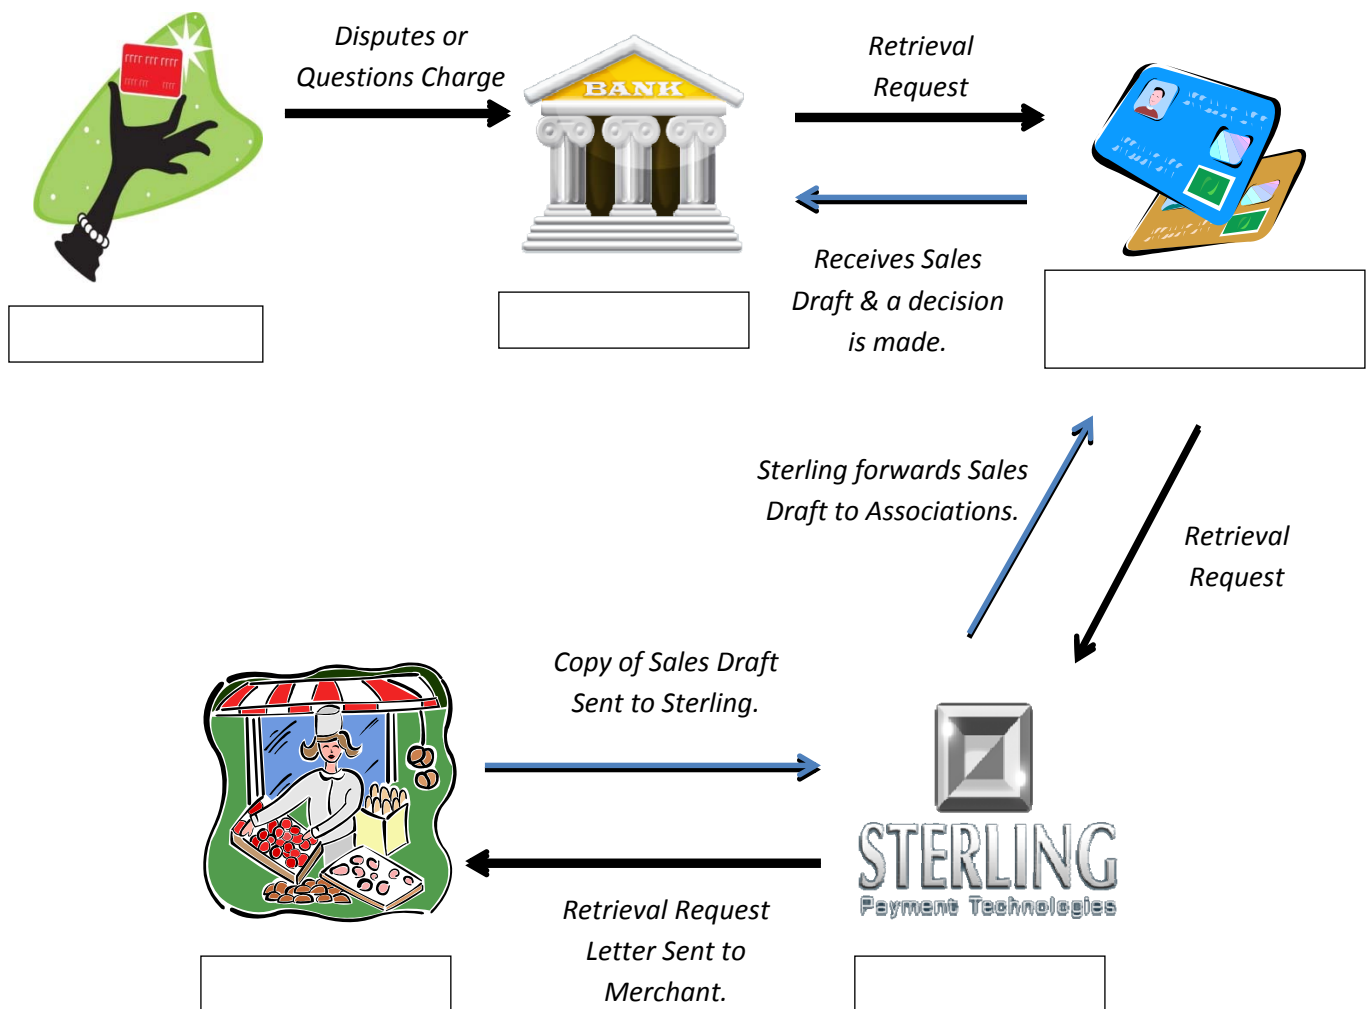 Disputes or
Questions Charge
BANK
Retrieval
Request
Receives Sales
Draft & a decision
is made.
Sterling forwards Sales
Draft to Associations.
Retrieval
Request
Copy of Sales Draft
Sent to Sterling.
STERLING
Payment Technologies
Retrieval Request
Letter Sent to
Merchant.